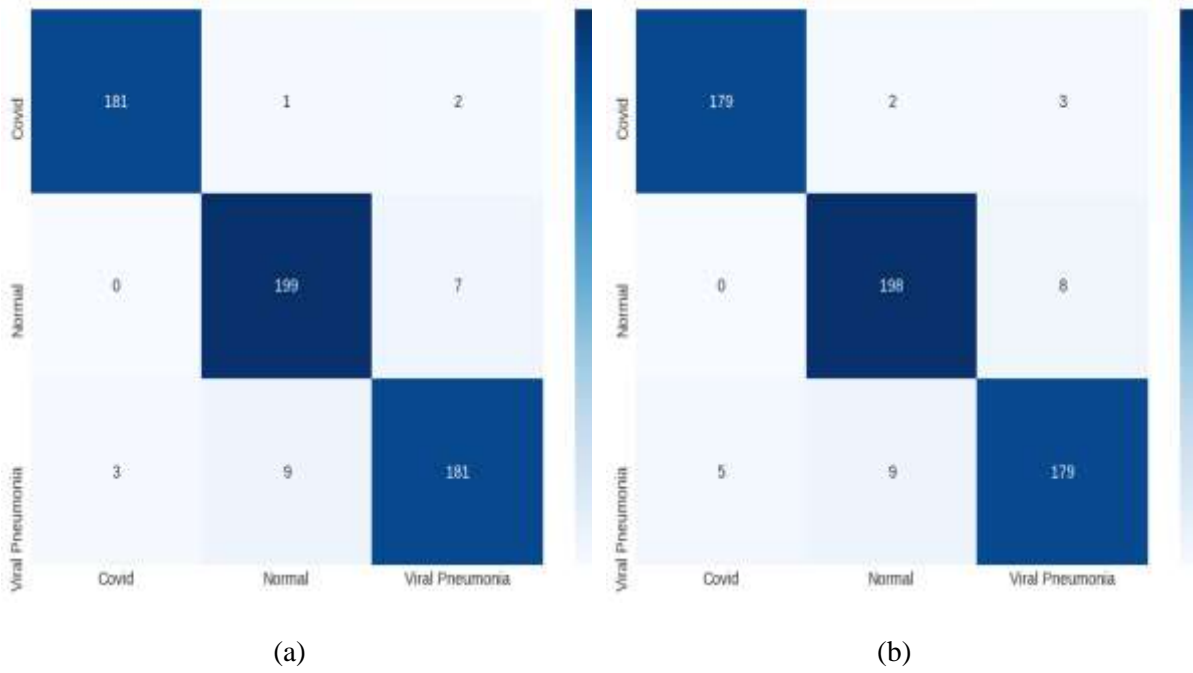 Covid 181 1 2
Normal 0 199 7
Viral Pneumonia 3 9 181
Covid Normal Viral Pneumonia
(a)
Covid 179 2 3
Normal 0 198 8
Viral Pneumonia 5 9 179
Covid Normal Viral Pneumonia
(b)